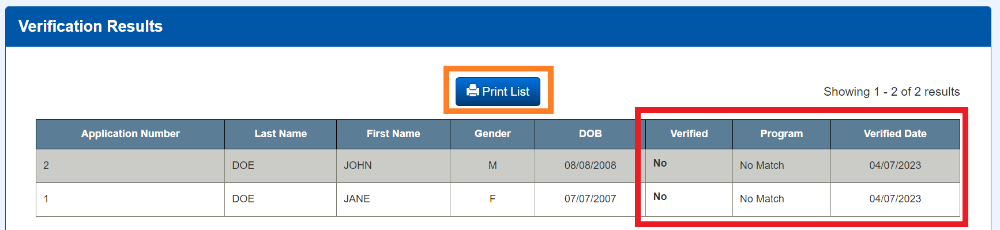 Verification Results
Print List
Showing 1 - 2 of 2 results
Application Number Last Name First Name Gender DOB Verified Program Verified Date
2 DOE JOHN M 08/08/2008 No No Match 04/07/2023
1 DOE JANE F 07/07/2007 No No Match 04/07/2023